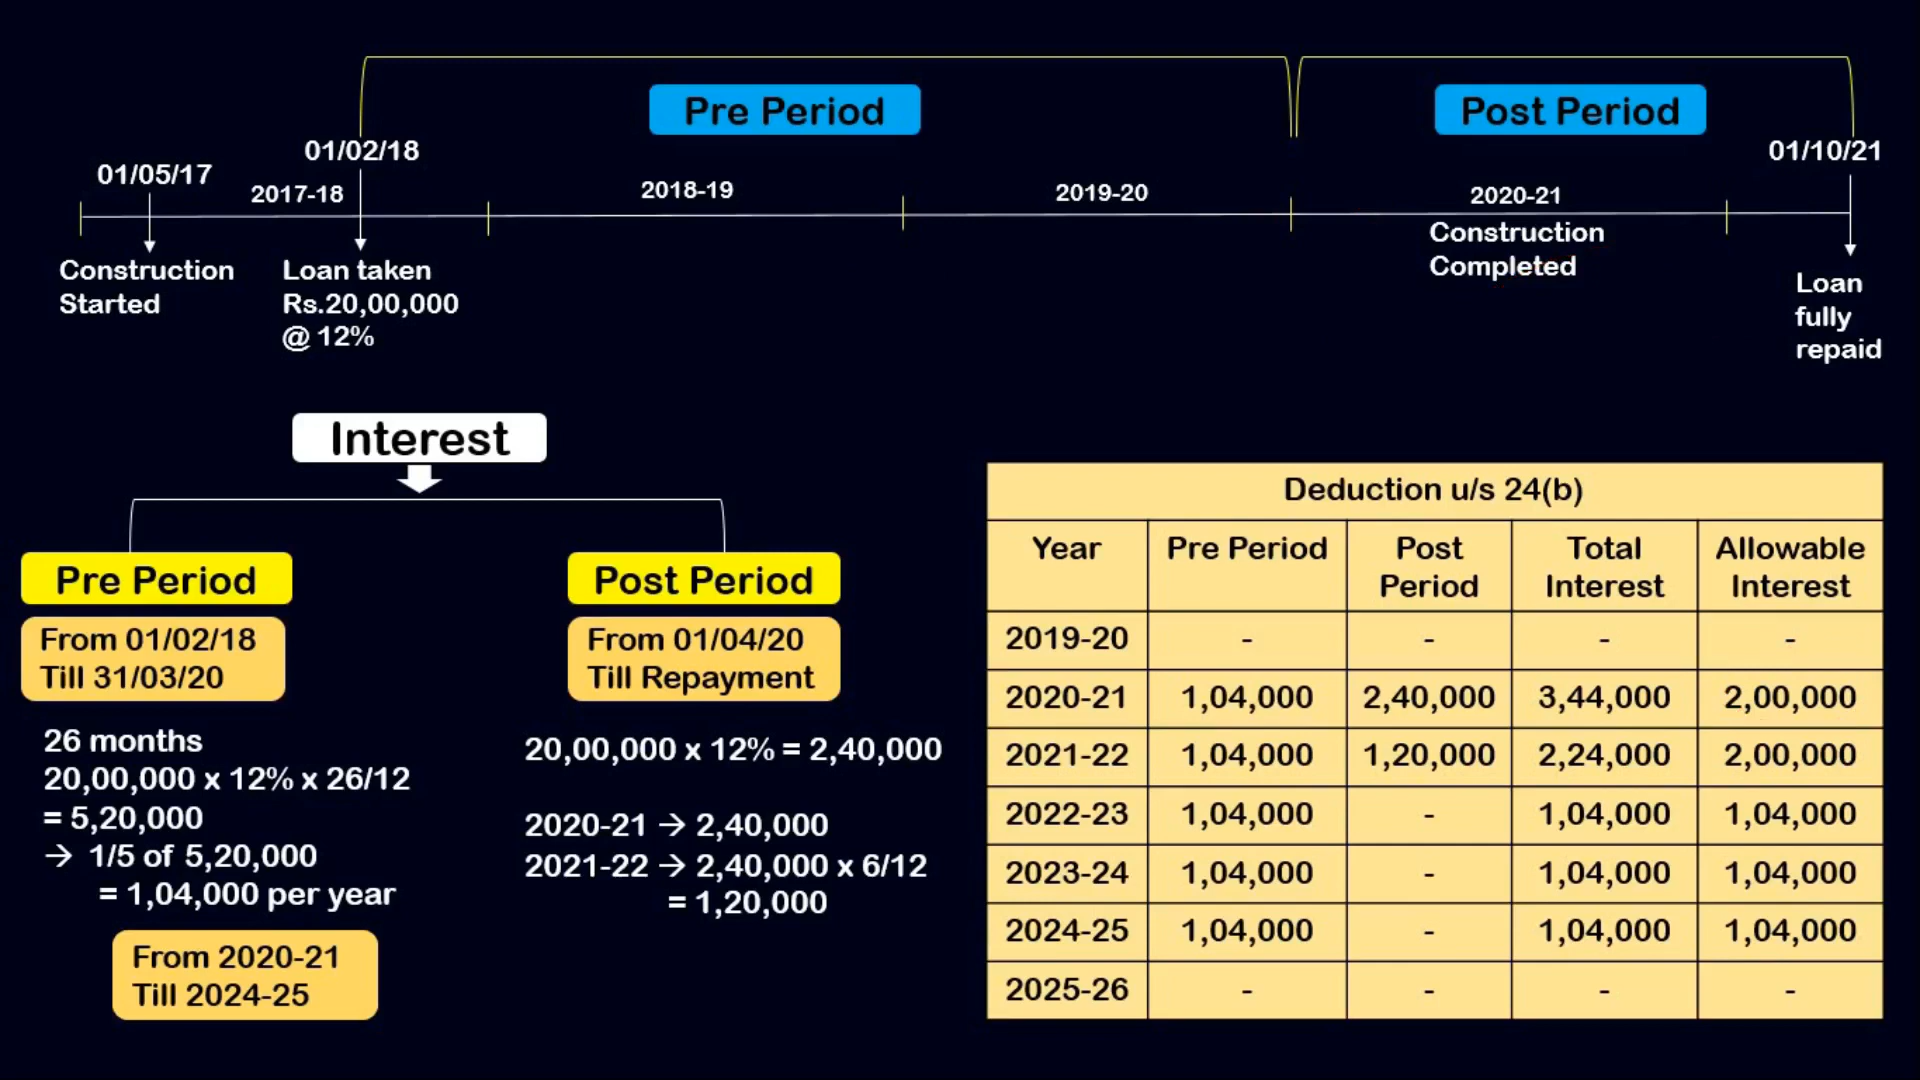 Pre Period
Post Period
01/05/17
01/02/18
01/10/21
2017-18
2018-19
2019-20
2020-21
Construction
Started
Loan taken
Rs.20,00,000
@ 12%
Construction
Completed
Loan
fully
repaid
Interest
Pre Period
From 01/02/18
Till 31/03/20
26 months
20,00,000 x 12% x 26/12
= 5,20,000
→ 1/5 of 5,20,000
= 1,04,000 per year
From 2020-21
Till 2024-25
Post Period
From 01/04/20
Till Repayment
20,00,000 x 12% = 2,40,000
2020-21 → 2,40,000
2021-22 → 2,40,000 x 6/12
= 1,20,000
Deduction u/s 24(b)
Year Pre Period Post Period Total Interest Allowable Interest
2019-20 - - - -
2020-21 1,04,000 2,40,000 3,44,000 2,00,000
2021-22 1,04,000 1,20,000 2,24,000 2,00,000
2022-23 1,04,000 - 1,04,000 1,04,000
2023-24 1,04,000 - 1,04,000 1,04,000
2024-25 1,04,000 - 1,04,000 1,04,000
2025-26 - - - -